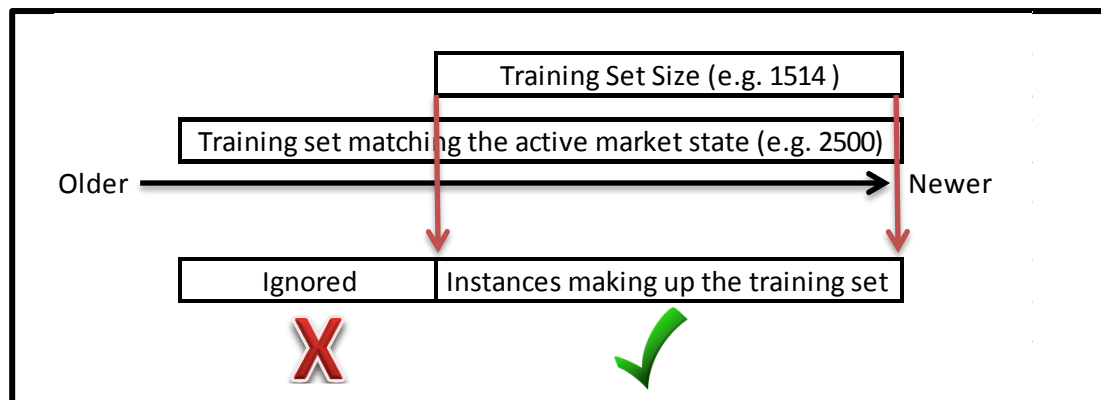 Training Set Size (e.g. 1514 )
Training set matching the active market state (e.g. 2500)
Older
Newer
Ignored
Instances making up the training set
X